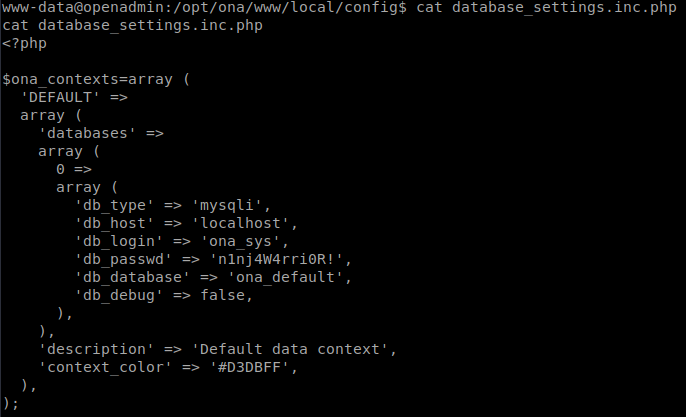 www-data@openadmin:/opt/ona/www/local/config$ cat database_settings.inc.php
cat database_settings.inc.php
<?php

$ona_contexts=array (
  'DEFAULT' =>
  array (
    'databases' =>
    array (
      0 =>
      array (
        'db_type' => 'mysqli',
        'db_host' => 'localhost',
        'db_login' => 'ona_sys',
        'db_passwd' => 'n1nj4W4rri0R!',
        'db_database' => 'ona_default',
        'db_debug' => false,
      ),
    ),
    'description' => 'Default data context',
    'context_color' => '#D3DBFF',
  ),
);